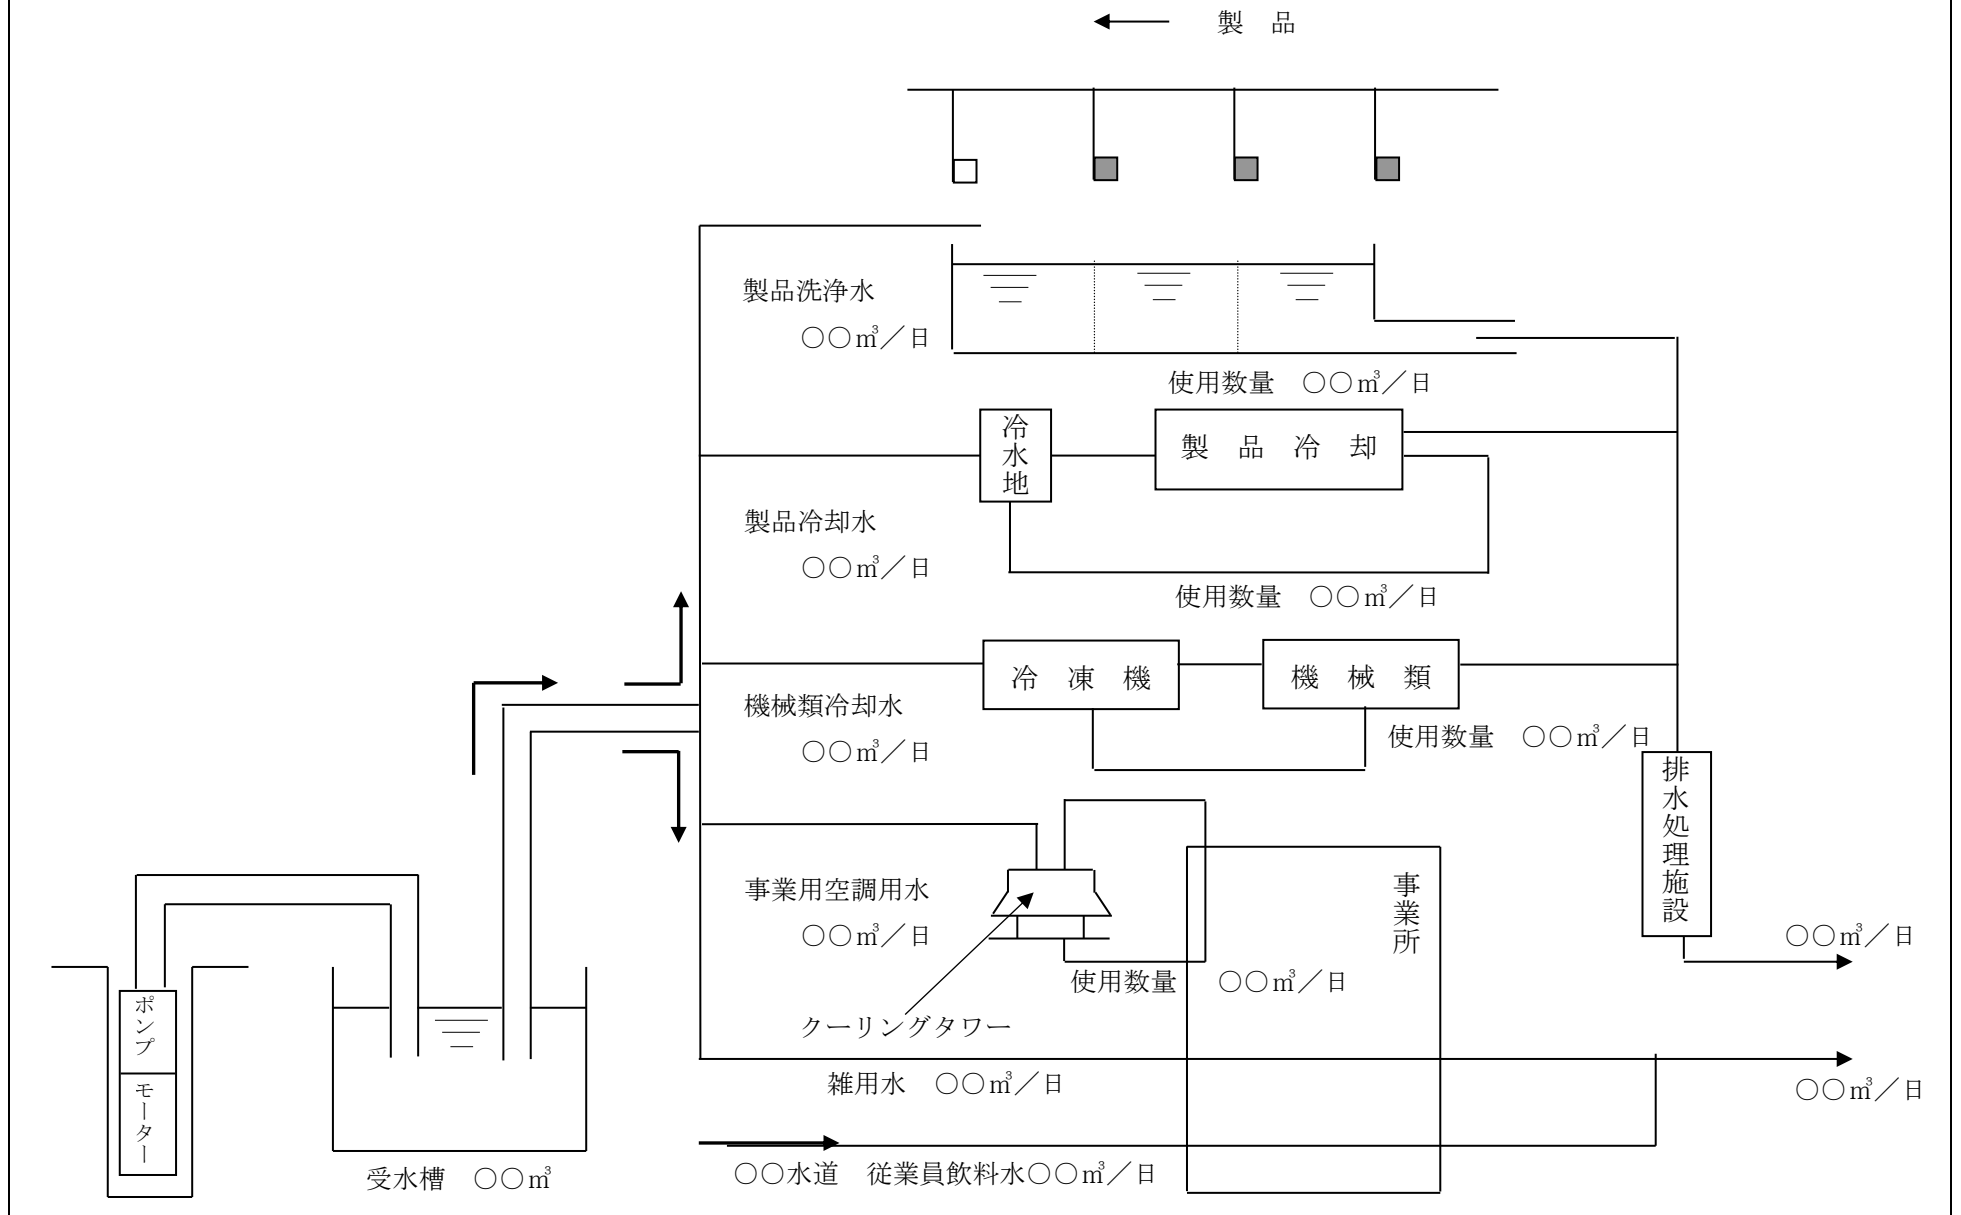 製　品
製品洗浄水
○○㎥／日
使用数量　○○㎥／日
冷水地
製　品　冷　却
製品冷却水
○○㎥／日
使用数量　○○㎥／日
冷　凍　機
機　械　類
機械類冷却水
○○㎥／日
使用数量　○○㎥／日
排水処理施設
○○㎥／日
事業用空調用水
○○㎥／日
事業所
使用数量　○○㎥／日
クーリングタワー
ポンプ
モーター
雑用水　○○㎥／日
○○㎥／日
受水槽　○○㎥
○○水道　従業員飲料水○○㎥／日